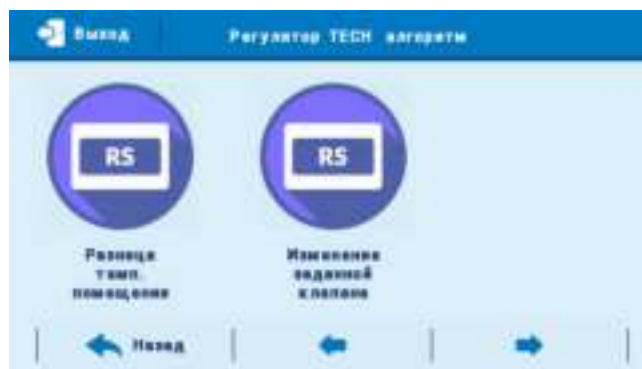 Выход
Регулятор TECH алгоритм
RS
RS
Разница
темп.
помещения
Изменение
заданной
клапана
Назад